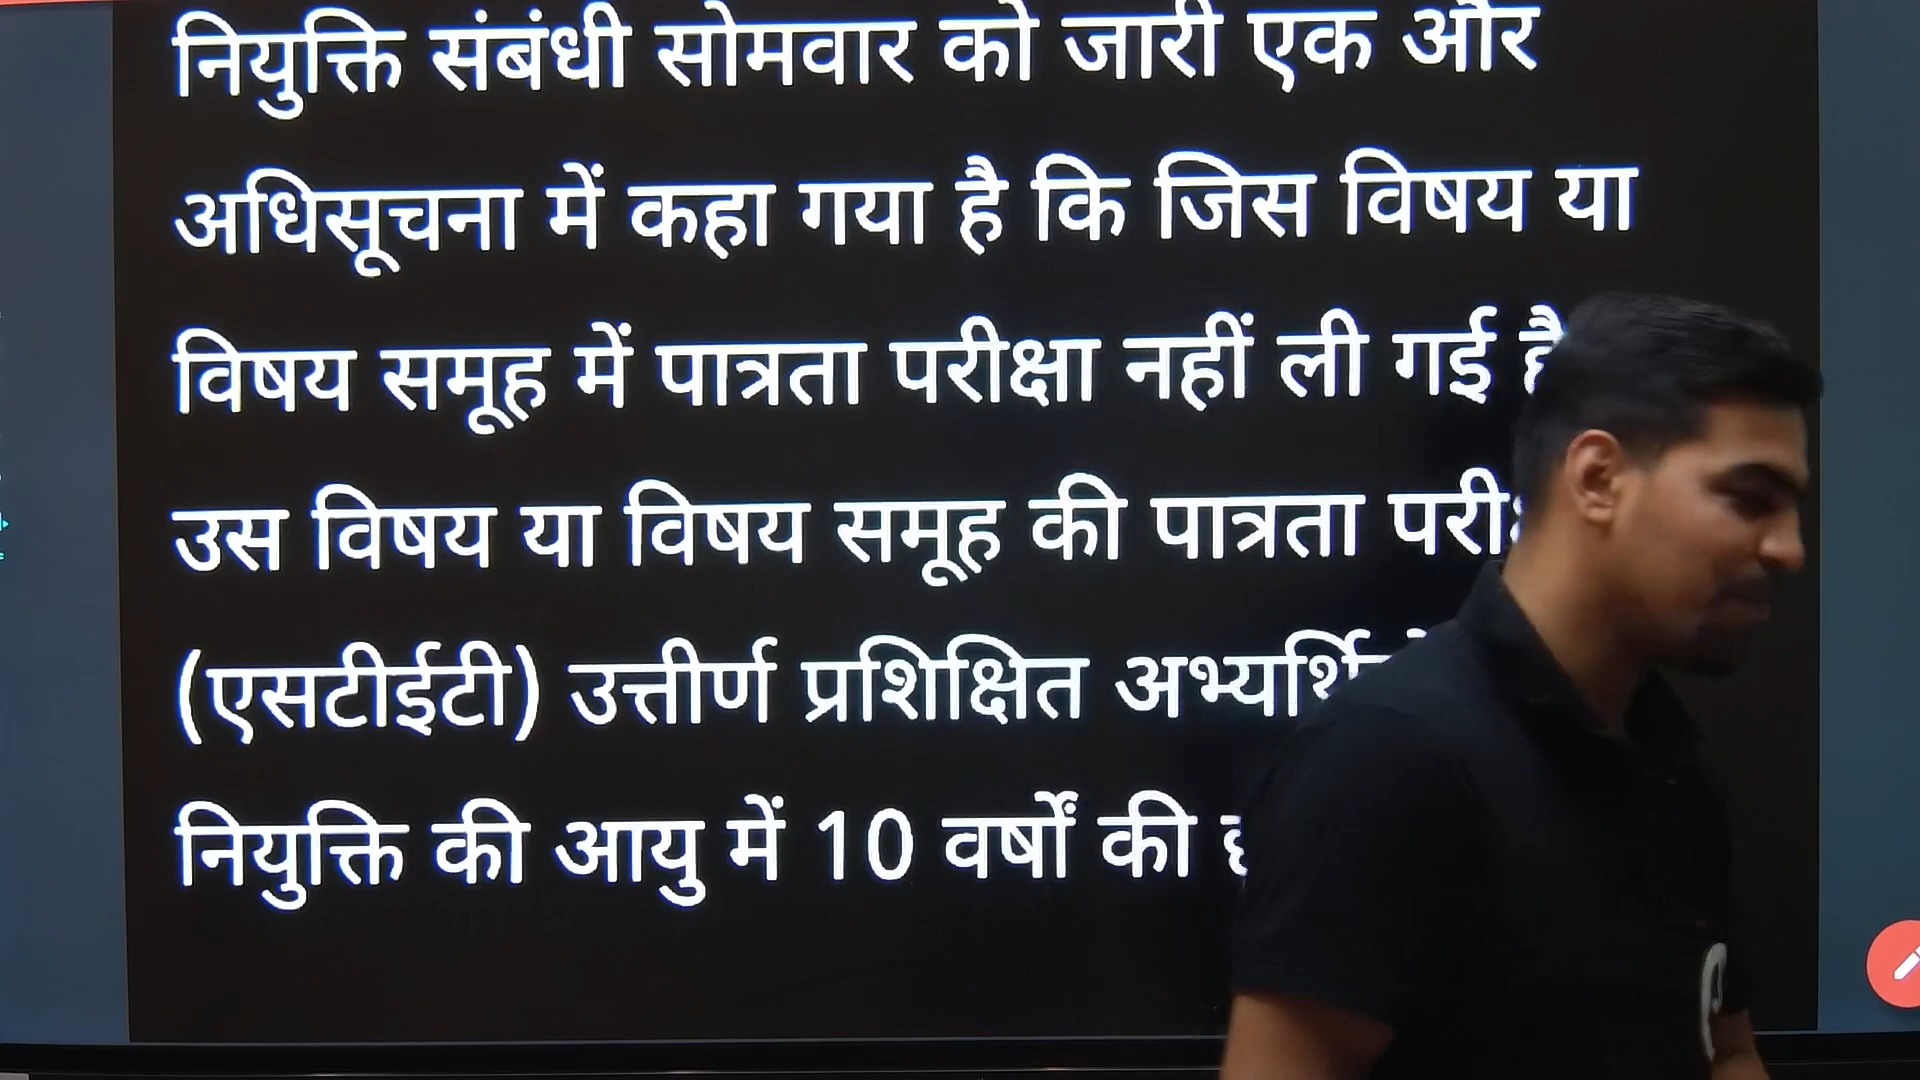 नियुक्ति संबंधी सोमवार को जारी एक और
अधिसूचना में कहा गया है कि जिस विषय या
विषय समूह में पात्रता परीक्षा नहीं ली गई है
उस विषय या विषय समूह की पात्रता
(एसटीईटी) उत्तीर्ण प्रशिक्षित
नियुक्ति की आयु में 10 वर्षों की